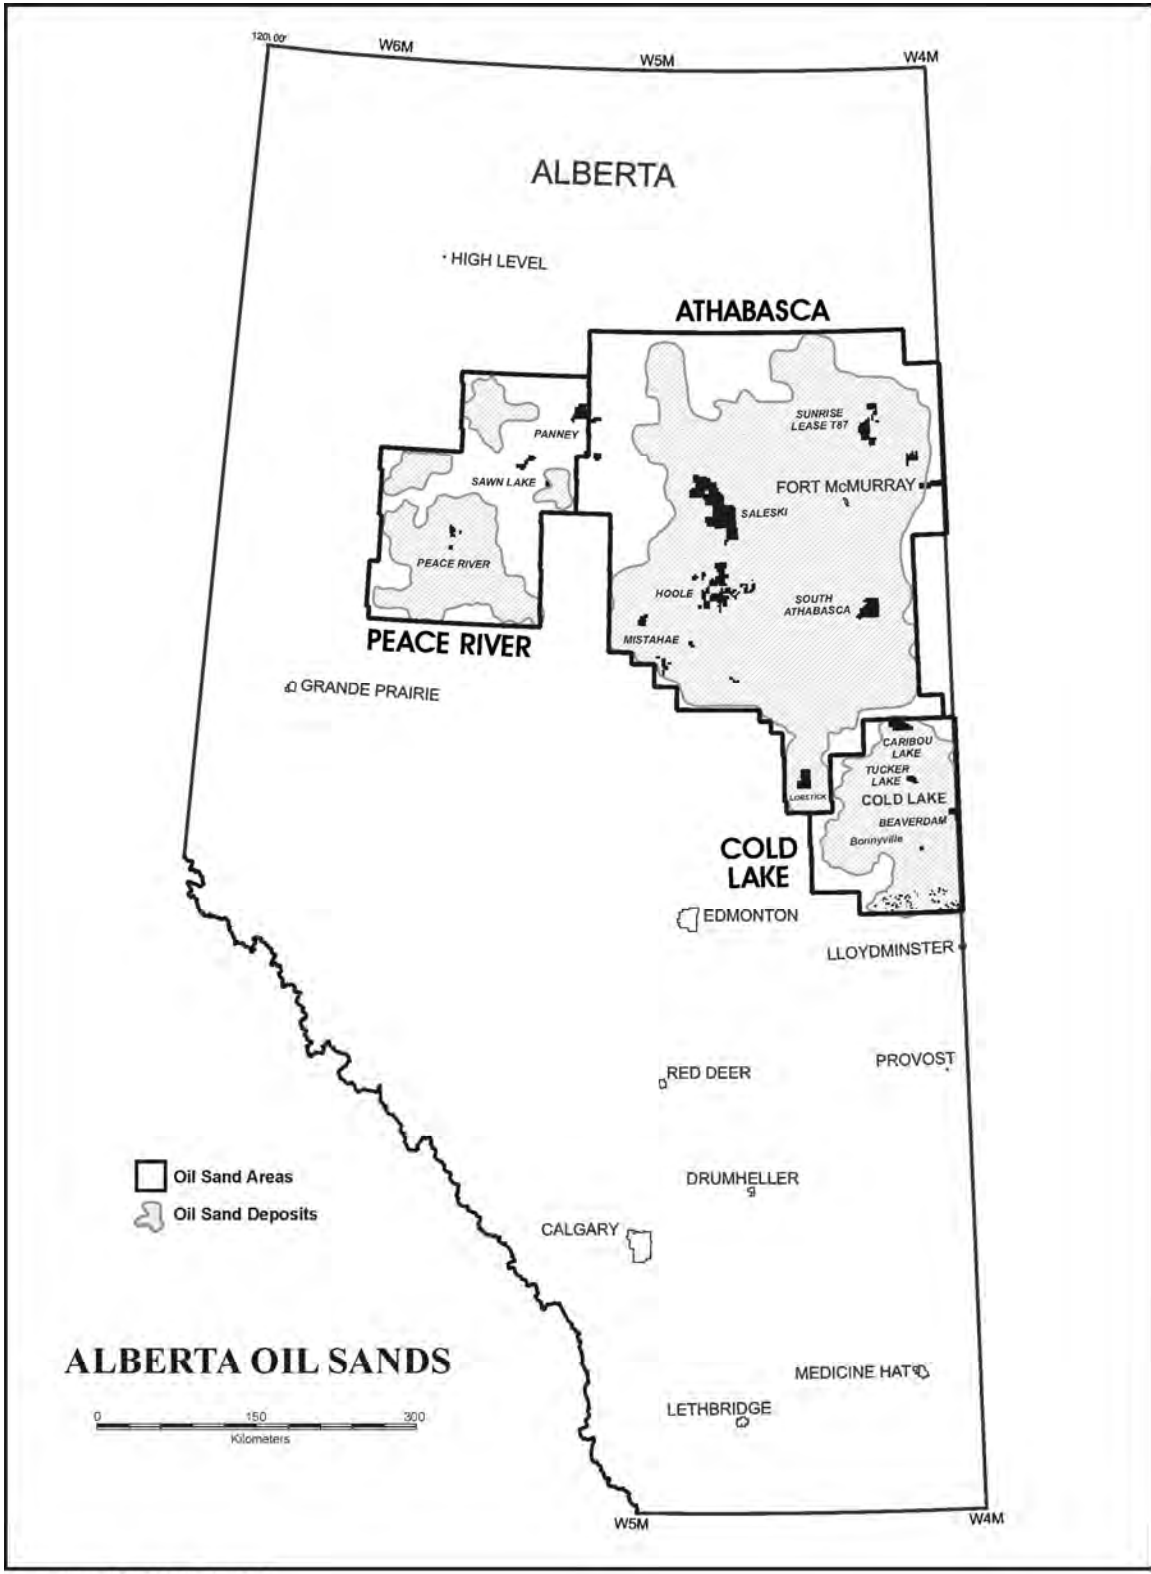 120\ 00'
W6M
W5M
W4M
ALBERTA
HIGH LEVEL
ATHABASCA
SUNRISE
LEASE T87
PANNEY
SAWN LAKE
FORT McMURRAY
SALESKI
PEACE RIVER
HOOLE
SOUTH
ATHABASCA
MISTAHAE
PEACE RIVER
GRANDE PRAIRIE
CARIBOU
LAKE
TUCKER
LAKE
LOBSTICK
COLD LAKE
BEAVERDAM
Bonnyville
COLD
LAKE
EDMONTON
LLOYDMINSTER
PROVOST
RED DEER
Oil Sand Areas
Oil Sand Deposits
DRUMHELLER
CALGARY
ALBERTA OIL SANDS
MEDICINE HAT
LETHBRIDGE
0 150 300
Kilometers
W5M
W4M